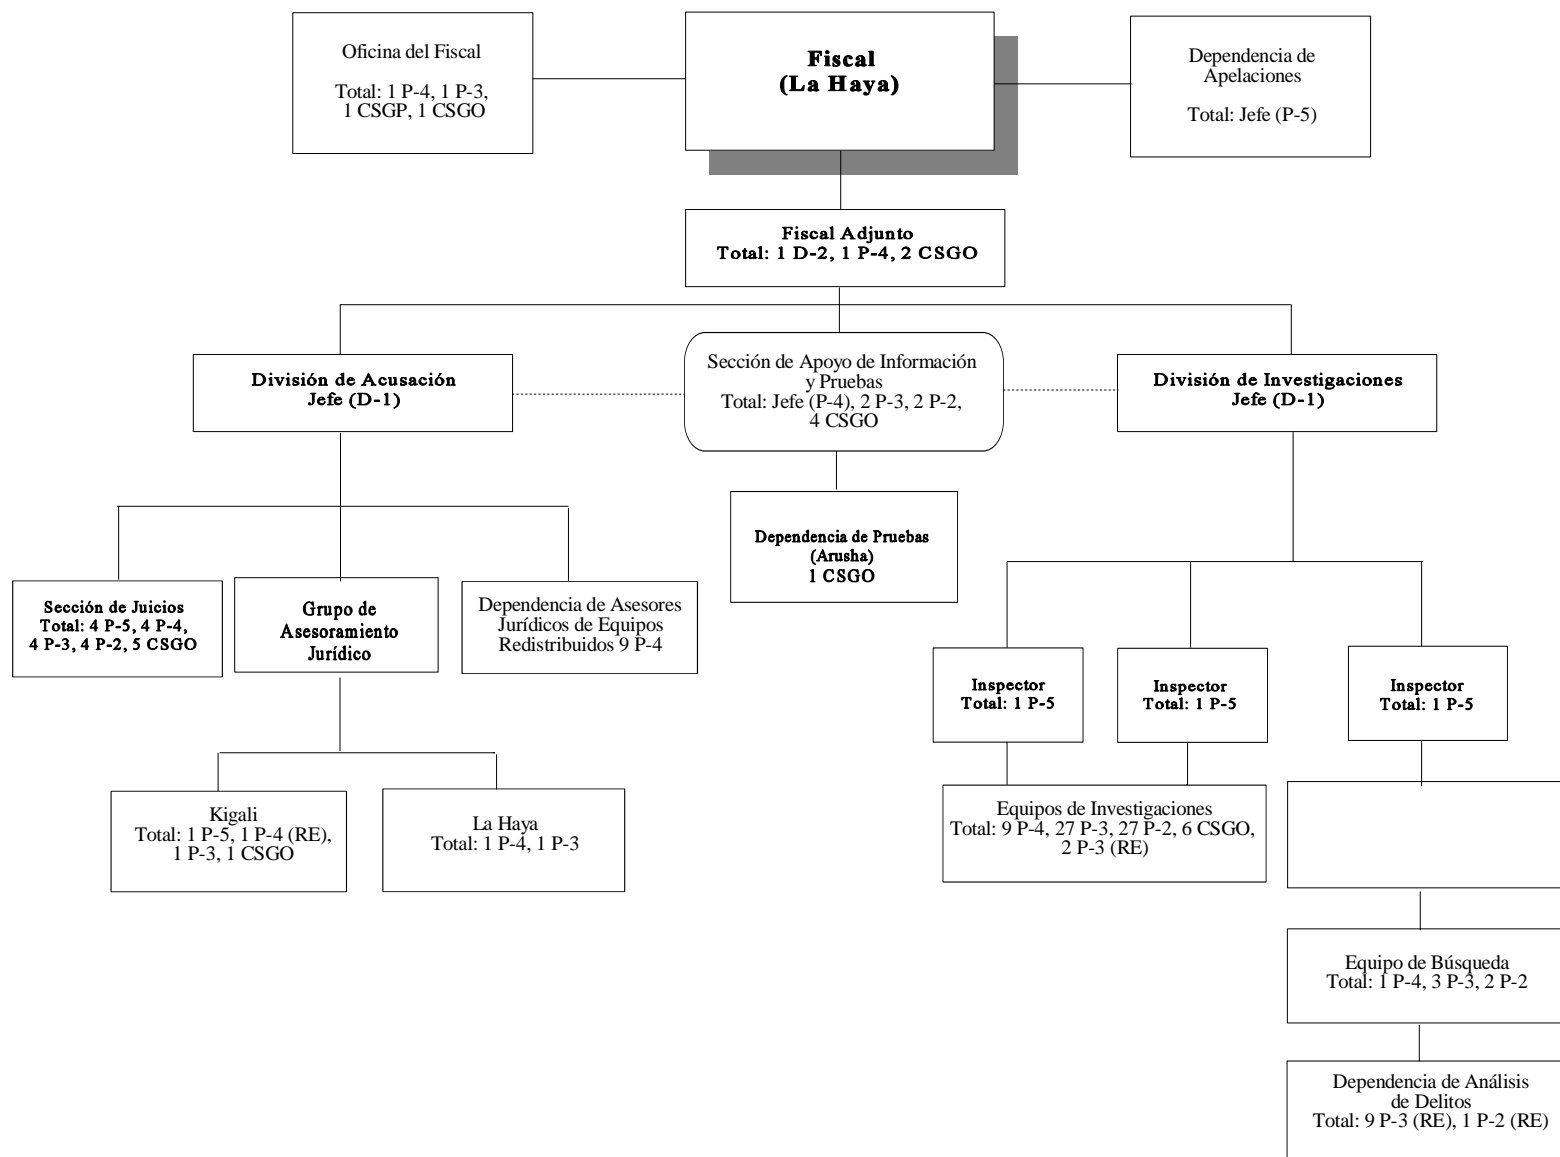 Oficina del Fiscal
Total: 1 P-4, 1 P-3,
1 CSGP, 1 CSGO
Fiscal
(La Haya)
Dependencia de
Apelaciones
Total: Jefe (P-5)
Fiscal Adjunto
Total: 1 D-2, 1 P-4, 2 CSGO
División de Acusación
Jefe (D-1)
Sección de Apoyo de Información
y Pruebas
Total: Jefe (P-4), 2 P-3, 2 P-2,
4 CSGO
División de Investigaciones
Jefe (D-1)
Dependencia de Pruebas
(Arusha)
1 CSGO
Sección de Juicios
Total: 4 P-5, 4 P-4,
4 P-3, 4 P-2, 5 CSGO
Grupo de
Asesoramiento
Jurídico
Dependencia de Asesores
Jurídicos de Equipos
Redistribuidos 9 P-4
Inspector
Total: 1 P-5
Inspector
Total: 1 P-5
Inspector
Total: 1 P-5
Kigali
Total: 1 P-5, 1 P-4 (RE),
1 P-3, 1 CSGO
La Haya
Total: 1 P-4, 1 P-3
Equipos de Investigaciones
Total: 9 P-4, 27 P-3, 27 P-2, 6 CSGO,
2 P-3 (RE)
Equipo de Búsqueda
Total: 1 P-4, 3 P-3, 2 P-2
Dependencia de Análisis
de Delitos
Total: 9 P-3 (RE), 1 P-2 (RE)